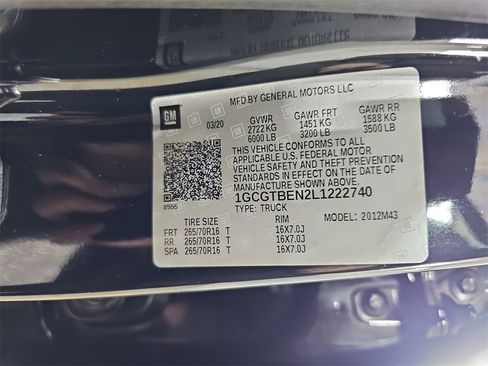 MFD BY GENERAL MOTORS LLC
GM
03/20 GVWR GAWR FRT GAWR RR
2722 KG 1451 KG 1588 KG
6000 LB 3200 LB 3500 LB
THIS VEHICLE CONFORMS TO ALL
APPLICABLE U.S. FEDERAL MOTOR
VEHICLE SAFETY AND THEFT PREVENTION
STANDARDS IN EFFECT ON THE DATE OF
MANUFACTURE SHOWN ABOVE.
1GCGTBEN2L1222740
TYPE: TRUCK
8555
TIRE SIZE RIM MODEL: 2012M43
FRT 265/70R16 T 16X7.0J
RR 265/70R16 T 16X7.0J
SPA 265/70R16 T 16X7.0J